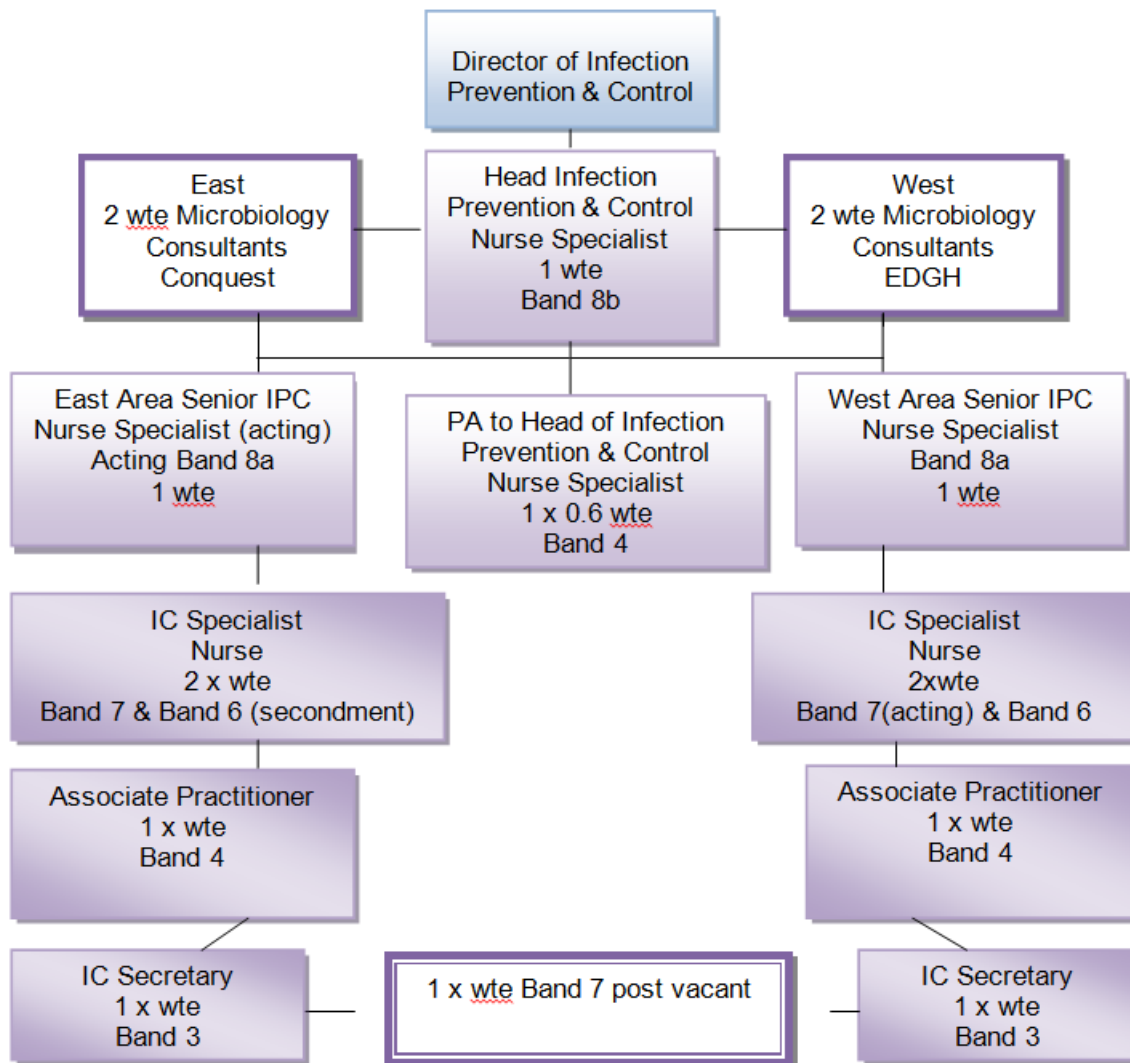 Director of Infection
Prevention & Control
East
2 wte Microbiology
Consultants
Conquest
Head Infection
Prevention & Control
Nurse Specialist
1 wte
Band 8b
West
2 wte Microbiology
Consultants
EDGH
East Area Senior IPC
Nurse Specialist (acting)
Acting Band 8a
1 wte
PA to Head of Infection
Prevention & Control
Nurse Specialist
1 x 0.6 wte
Band 4
West Area Senior IPC
Nurse Specialist
Band 8a
1 wte
IC Specialist
Nurse
2 x wte
Band 7 & Band 6 (secondment)
IC Specialist
Nurse
2xwte
Band 7(acting) & Band 6
Associate Practitioner
1 x wte
Band 4
Associate Practitioner
1 x wte
Band 4
IC Secretary
1 x wte
Band 3
1 x wte Band 7 post vacant
IC Secretary
1 x wte
Band 3